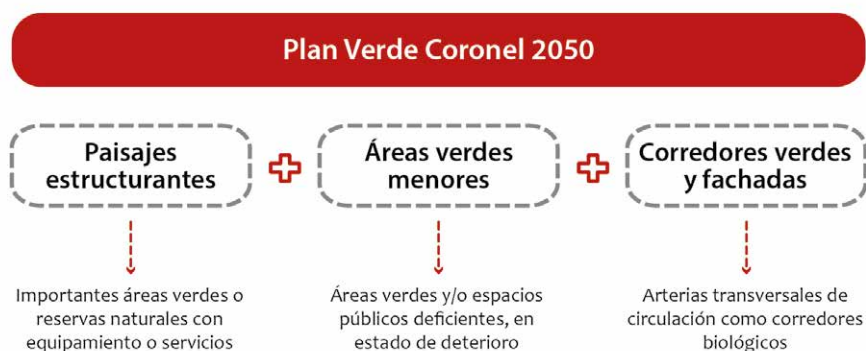 Plan Verde Coronel 2050
Paisajes
estructurantes
Áreas verdes
menores
Corredores verdes
y fachadas
Importantes áreas verdes o
reservas naturales con
equipamiento o servicios
Áreas verdes y/o espacios
públicos deficientes, en
estado de deterioro
Arterias transversales de
circulación como corredores
biológicos